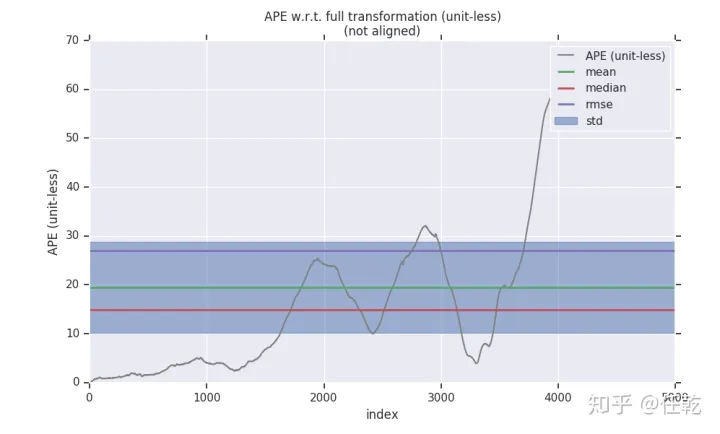 APE w.r.t. full transformation (unit-less)
(not aligned)
70
60
50
40
30
20
10
0
APE (unit-less)
APE (unit-less)
mean
median
rmse
std
0
1000
2000
3000
4000
5000
index
知乎 @任乾